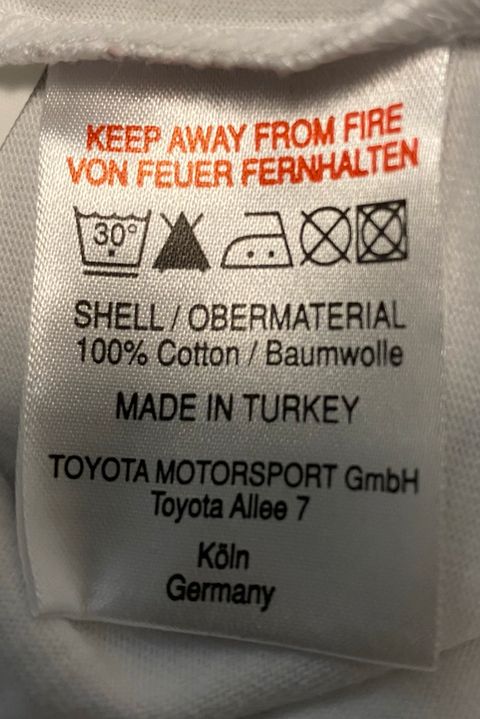 KEEP AWAY FROM FIRE
VON FEUER FERNHALTEN
30°
SHELL / OBERMATERIAL
100% Cotton / Baumwolle
MADE IN TURKEY
TOYOTA MOTORSPORT GmbH
Toyota Allee 7
Köln
Germany